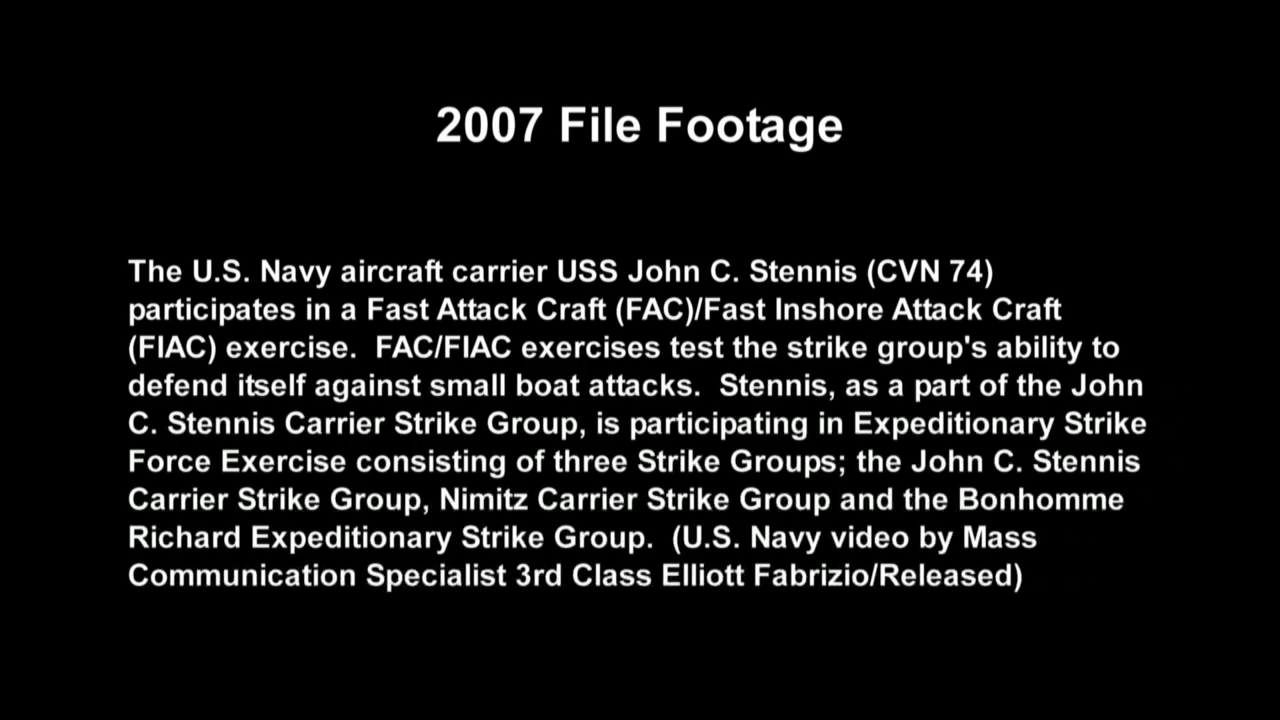 2007 File Footage
The U.S. Navy aircraft carrier USS John C. Stennis (CVN 74)
participates in a Fast Attack Craft (FAC)/Fast Inshore Attack Craft
(FIAC) exercise.  FAC/FIAC exercises test the strike group's ability to
defend itself against small boat attacks.  Stennis, as a part of the John
C. Stennis Carrier Strike Group, is participating in Expeditionary Strike
Force Exercise consisting of three Strike Groups; the John C. Stennis
Carrier Strike Group, Nimitz Carrier Strike Group and the Bonhomme
Richard Expeditionary Strike Group.  (U.S. Navy video by Mass
Communication Specialist 3rd Class Elliott Fabrizio/Released)